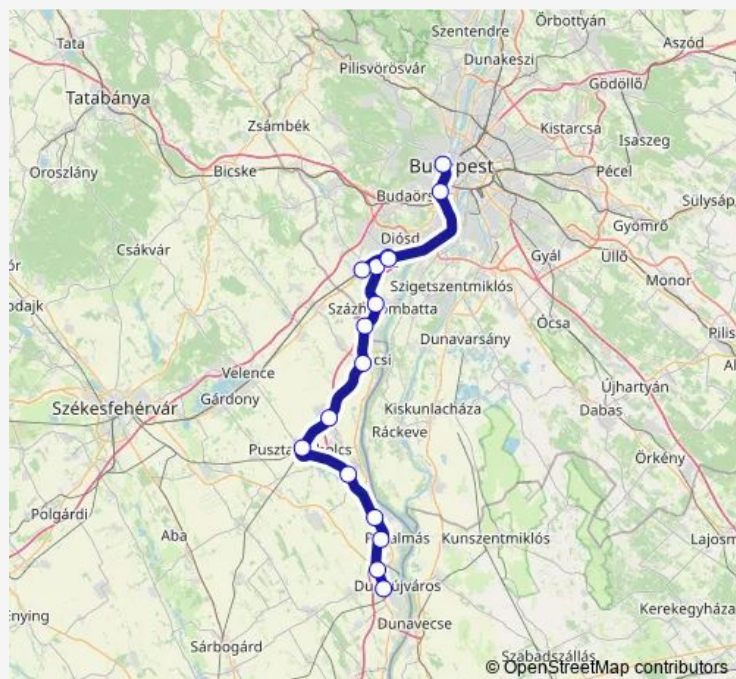 Tata
Szentendre
Őrbottyán
Aszód
Dunakeszi
Pilisvörösvár
Gödöllő
Tatabánya
Zsámbék
Kistarcsa
Isaszeg
Oroszlány
Bicske
Pécel
Budaörs
Sülysáp
Gyömrő
Diósd
Csákvár
Gyál
Üllő
Szigetszentmiklós
Monor
Ócsa
Dunavarsány
Velence
Újhartyán
Székesfehérvár
Gárdony
Kiskunlacháza
Dabas
Ráckeve
Örkény
Polgárdi
Aba
Kunszentmiklós
Kerekegyháza
Dunavecse
Sárbogárd
Szabadszállás
© OpenStreetMap contributors